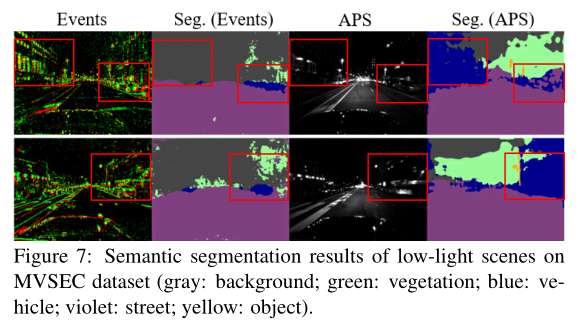 Events Seg. (Events) APS Seg. (APS)
Figure 7: Semantic segmentation results of low-light scenes on
MVSEC dataset (gray: background; green: vegetation; blue: ve-
hicle; violet: street; yellow: object).